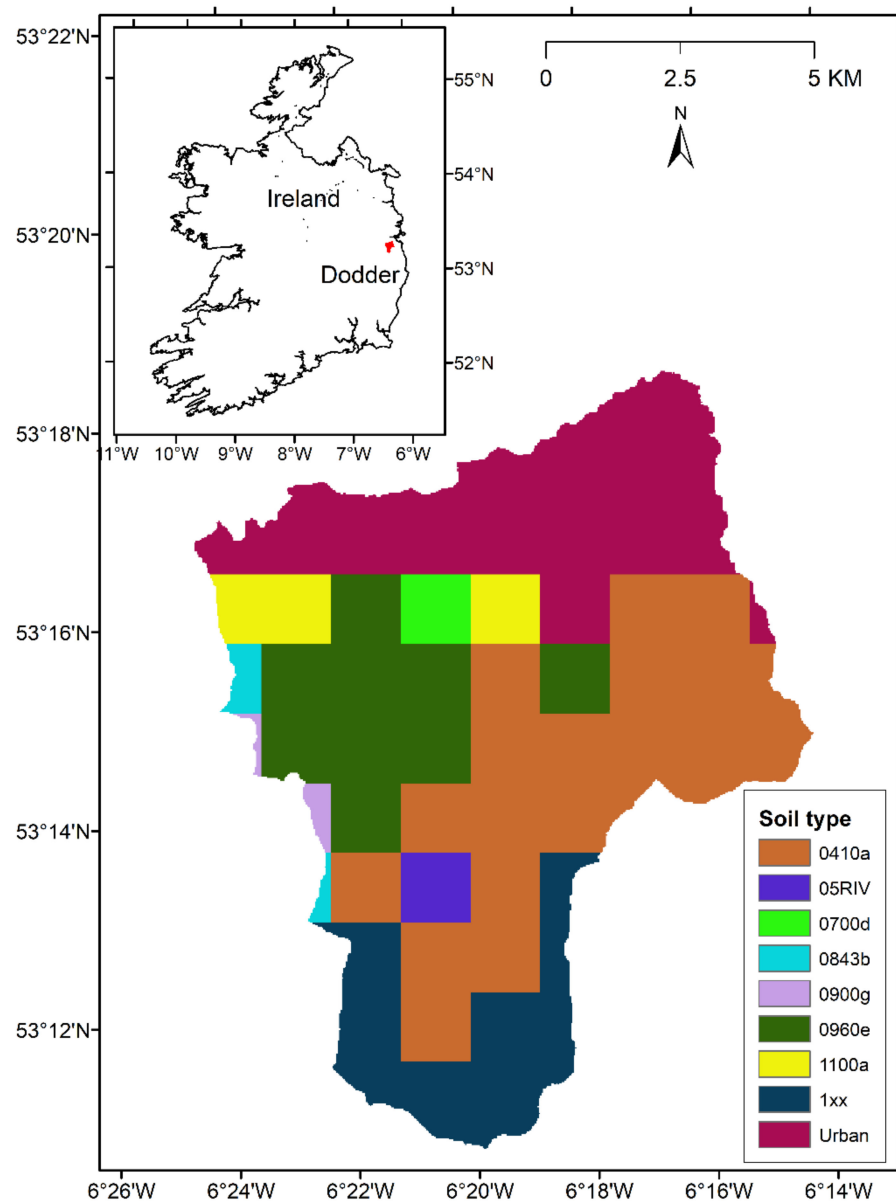 53°22'N
53°20'N
53°18'N
53°16'N
53°14'N
53°12'N
6°26'W 6°24'W 6°22'W 6°20'W 6°18'W 6°16'W 6°14'W
Ireland
Dodder
55°N
54°N
53°N
52°N
11°W 10°W 9°W 8°W 7°W 6°W
0 2.5 5 KM
N
Soil type
0410a
05RIV
0700d
0843b
0900g
0960e
1100a
1xx
Urban